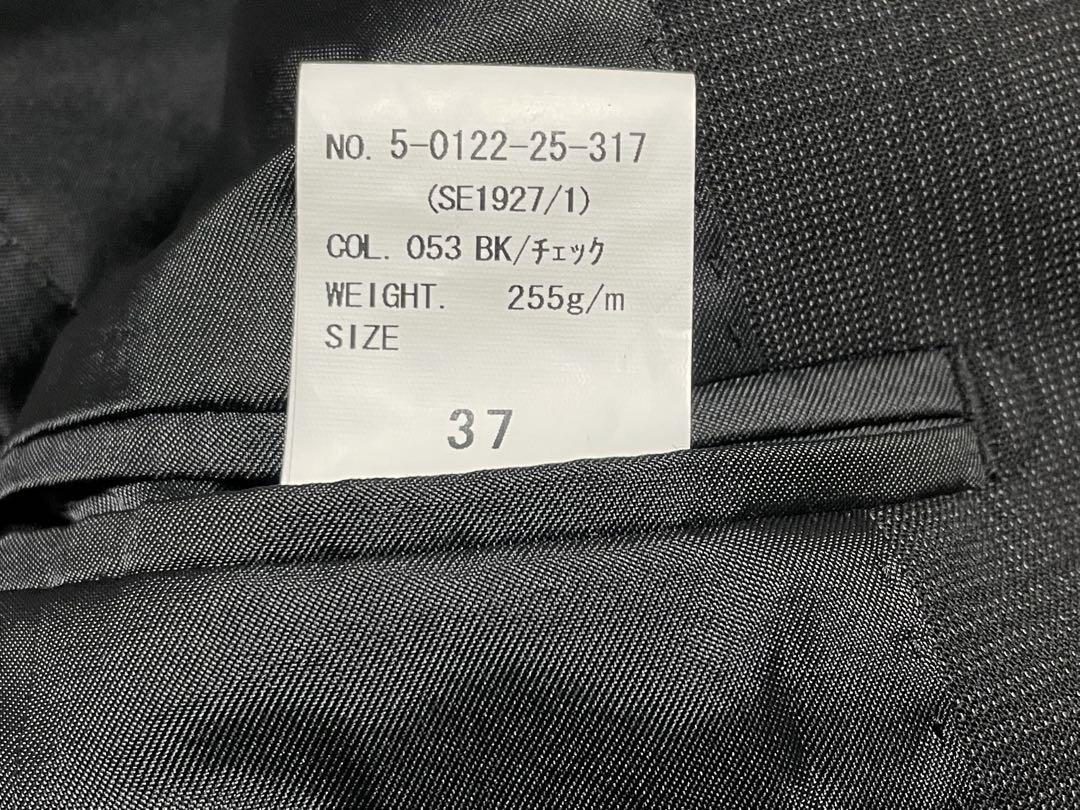 NO. 5-0122-25-317
(SE1927/1)
COL. 053 BK/チェック
WEIGHT. 255g/m
SIZE
37